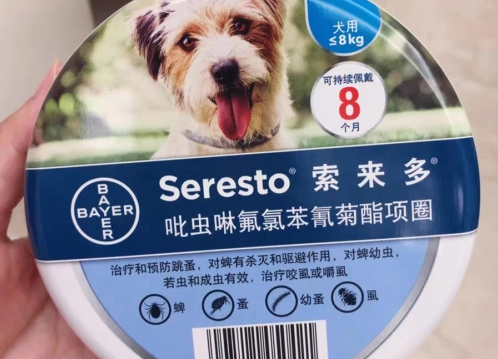 犬用
≤8kg
可持续佩戴
8
个月
BAYER
BAYER
Seresto® 索来多®
吡虫啉氟氯苯氰菊酯项圈
治疗和预防跳蚤，对蜱有杀灭和驱避作用，对蜱幼虫，
若虫和成虫有效，治疗咬虱或嚼虱
蜱 蚤 幼蚤 虱